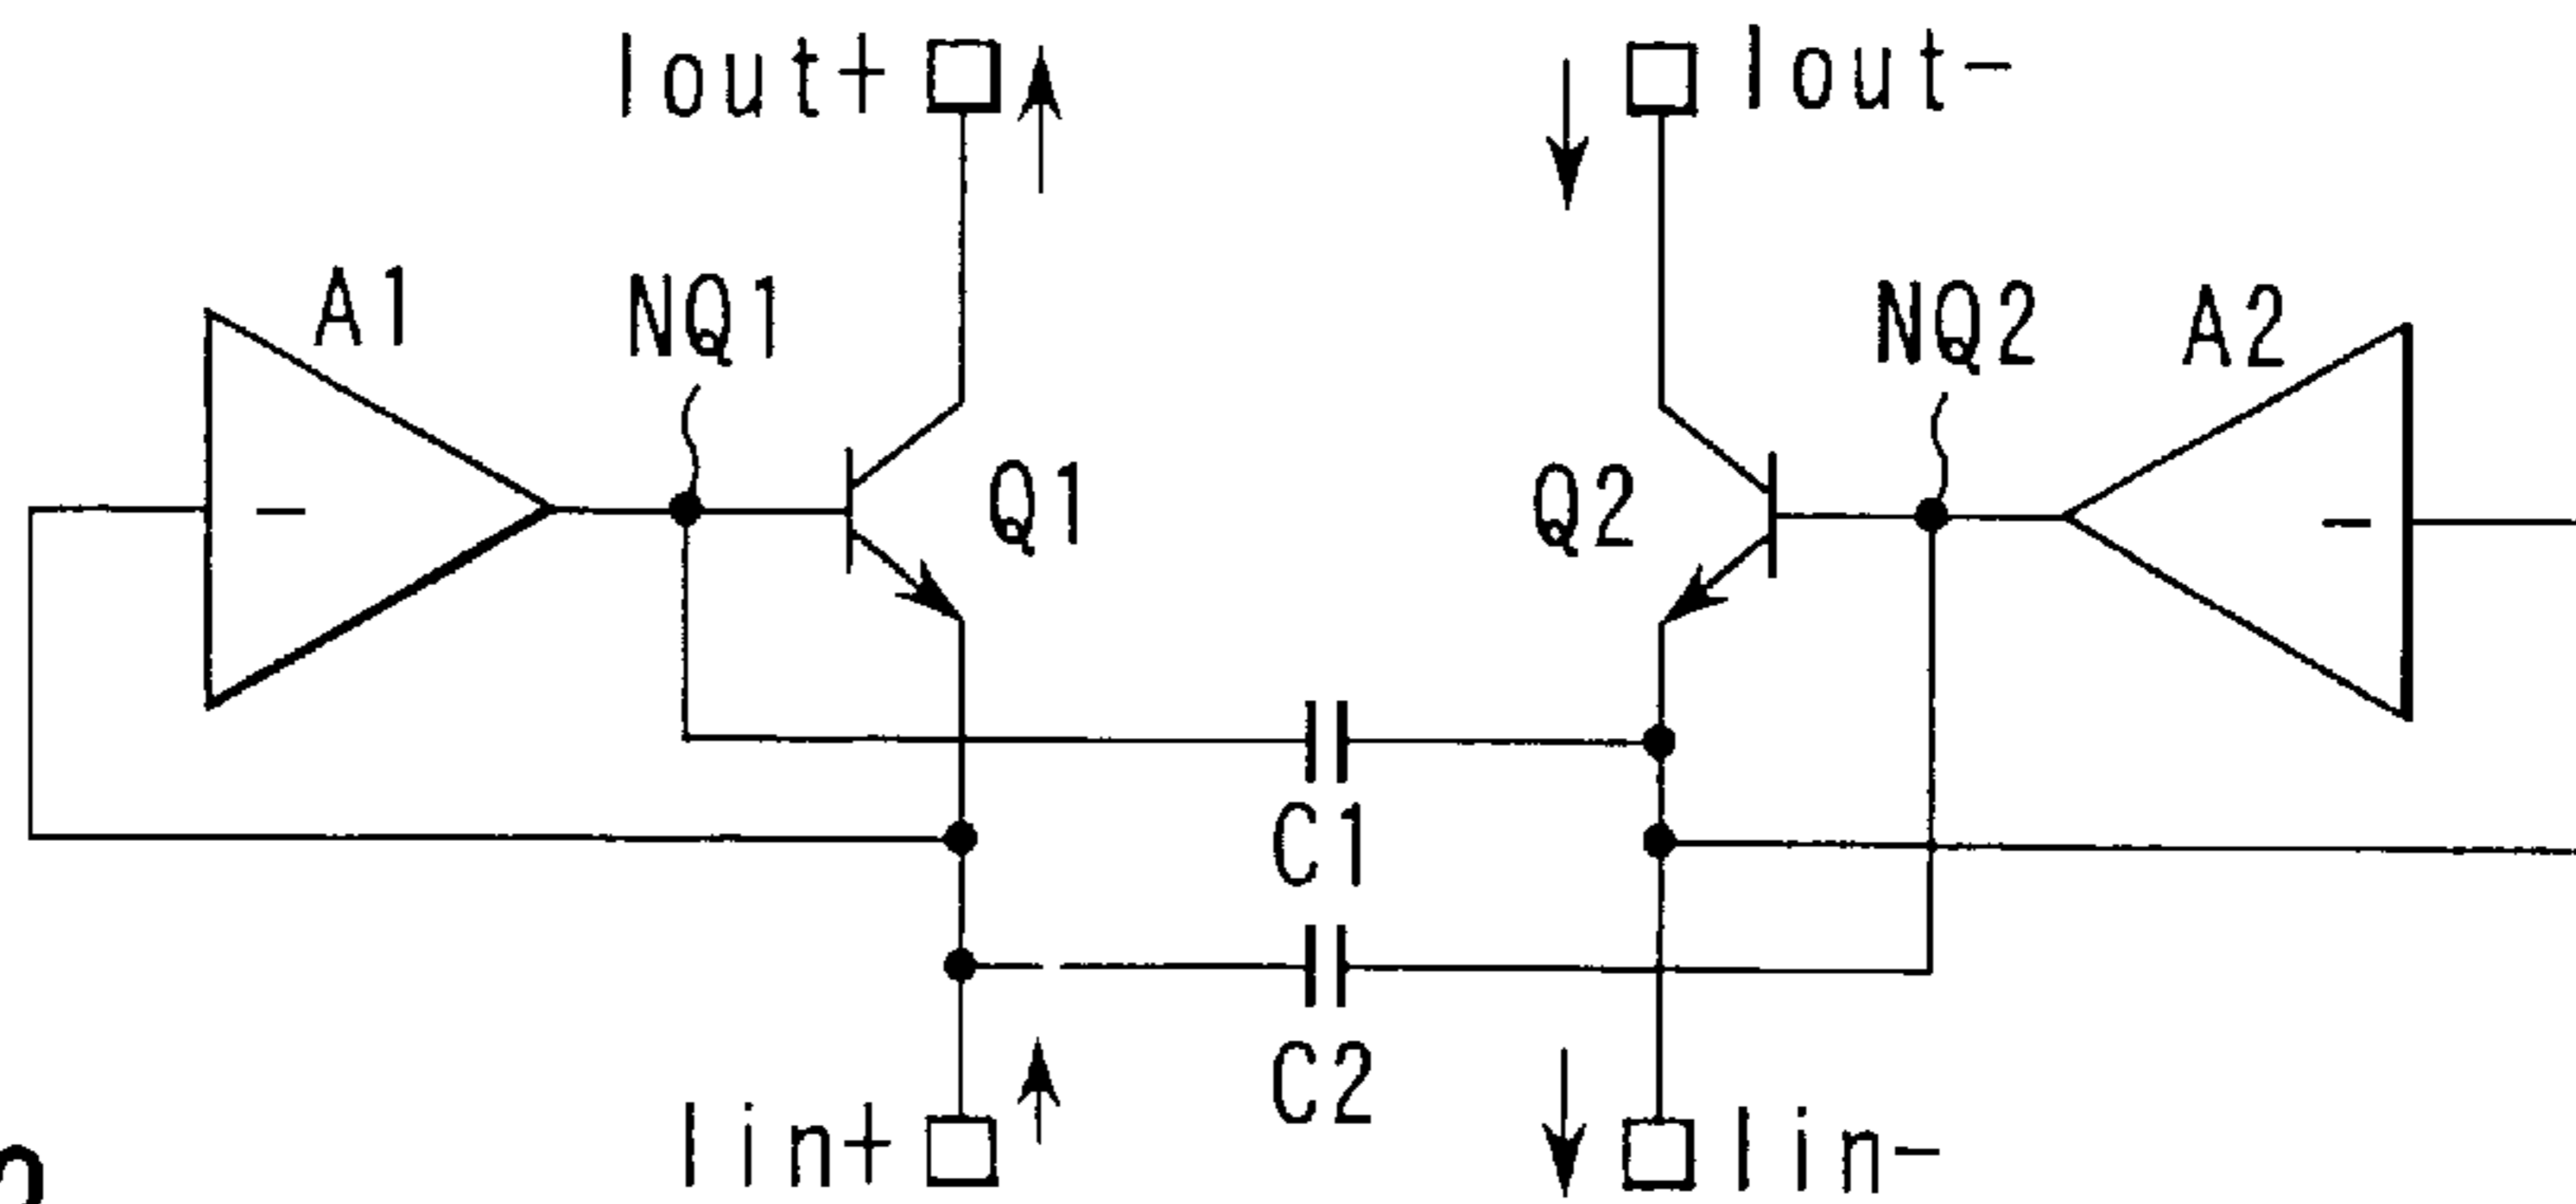 Iout+
Iout-
A1
NQ1
NQ2
A2
-
Q1
Q2
-
C1
C2
Iin+
Iin-